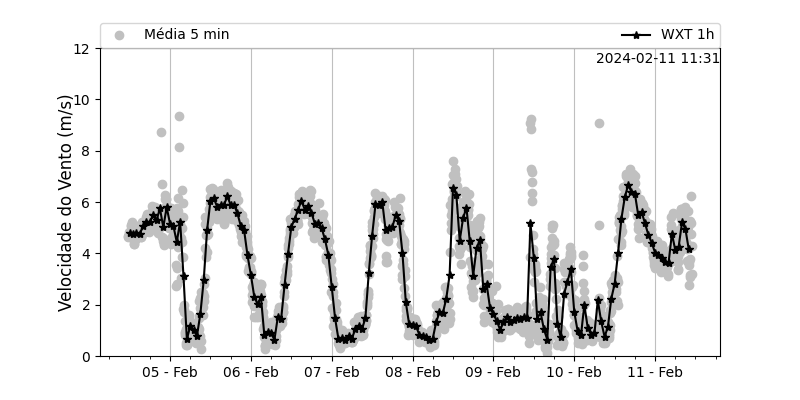 Média 5 min
WXT 1h
2024-02-11 11:31
Velocidade do Vento (m/s)
12
10
8
6
4
2
0
05 - Feb
06 - Feb
07 - Feb
08 - Feb
09 - Feb
10 - Feb
11 - Feb